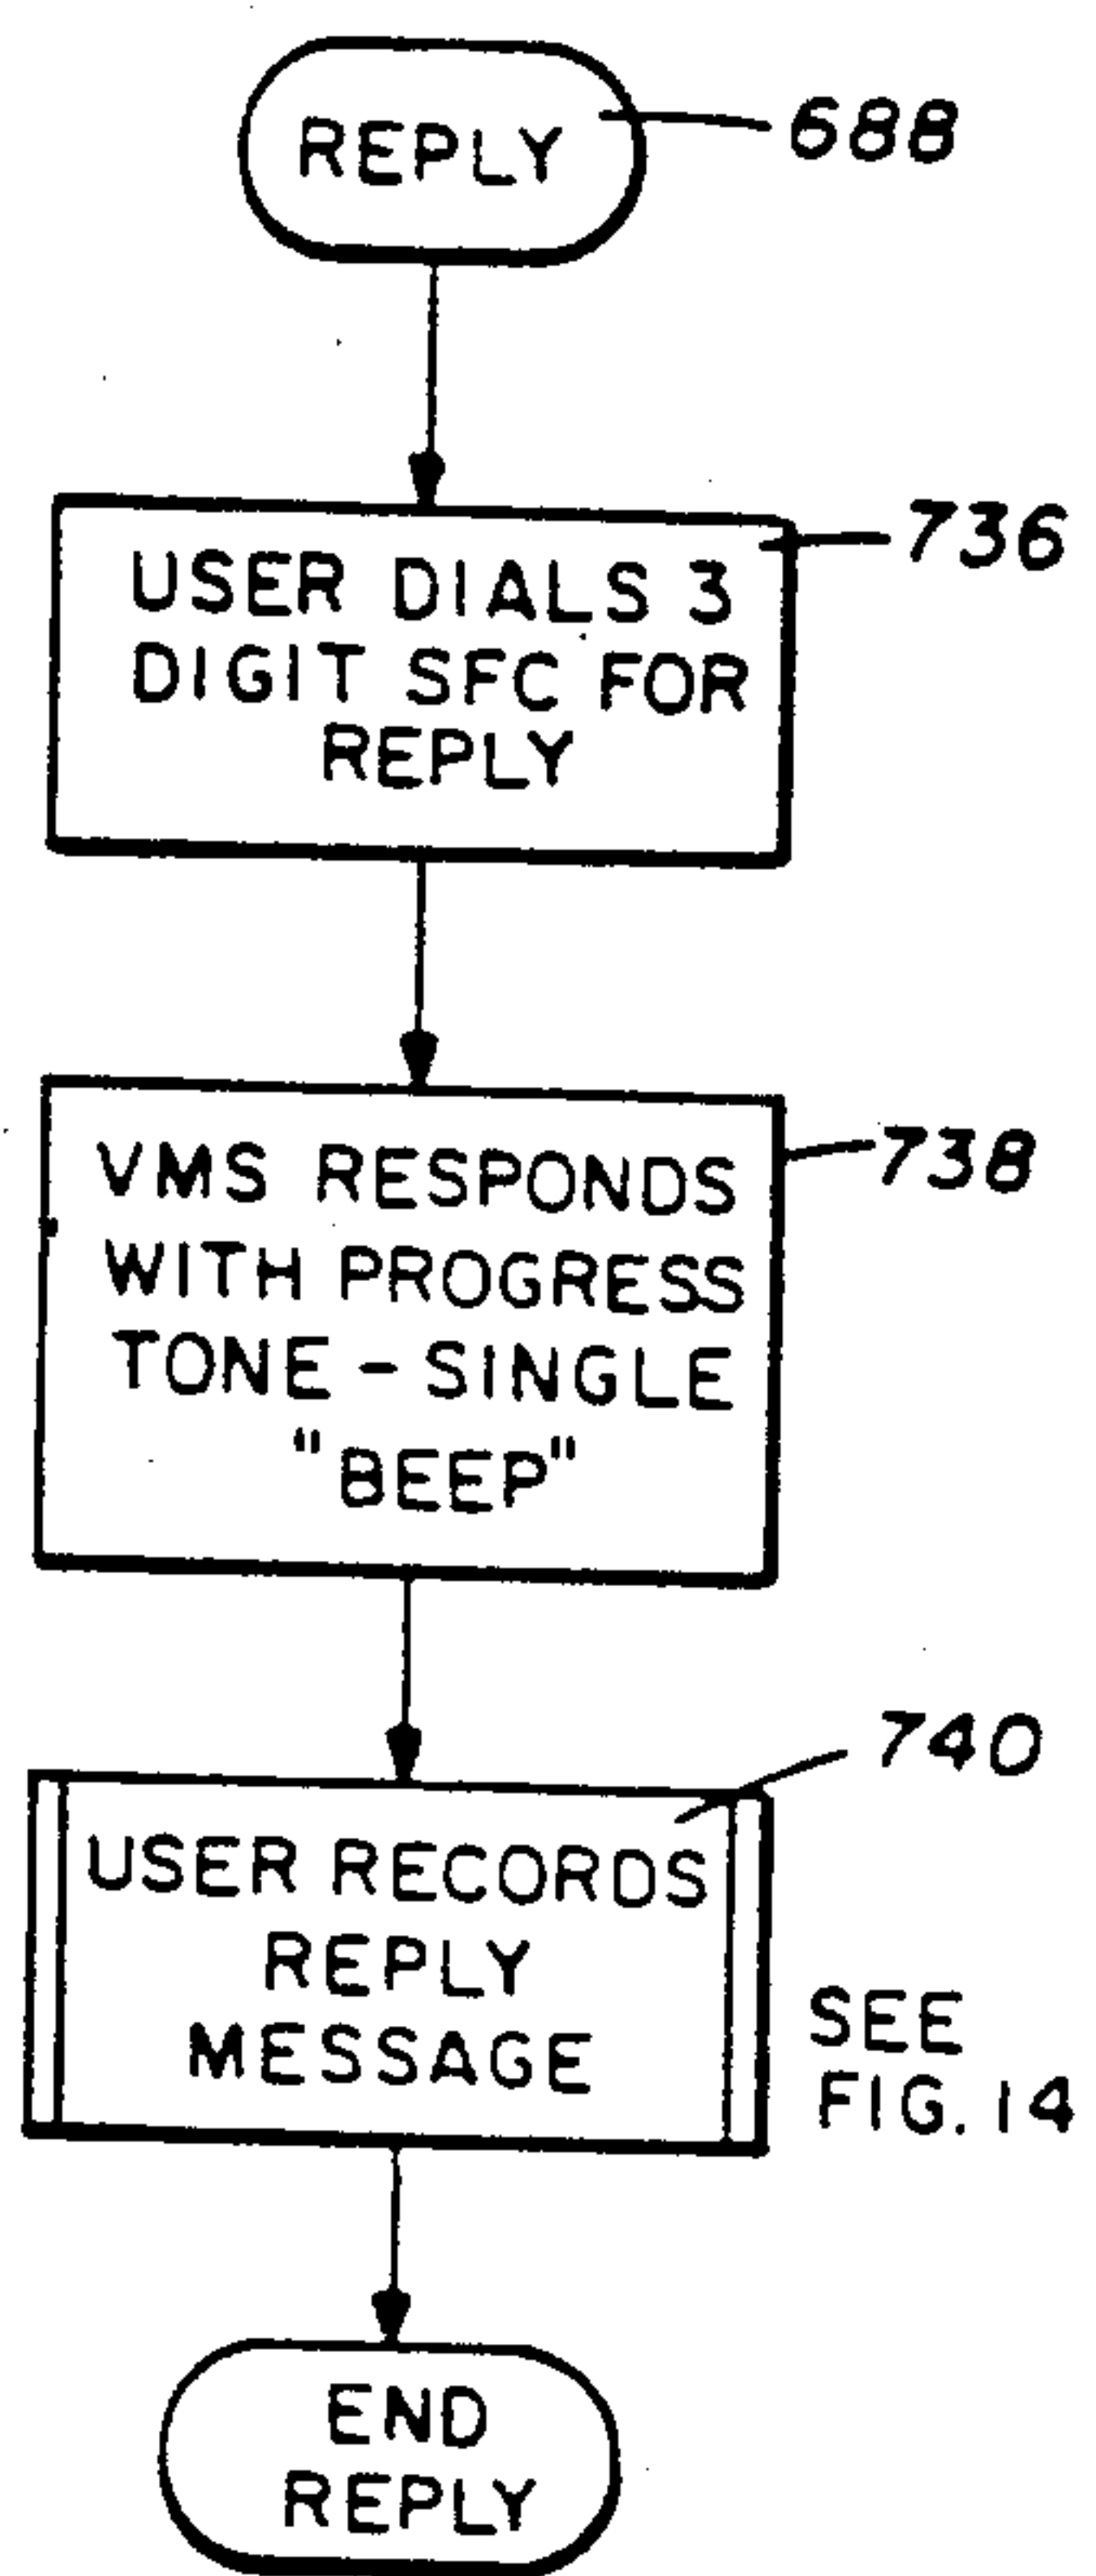 REPLY
688
USER DIALS 3
DIGIT SFC FOR
REPLY
736
VMS RESPONDS
WITH PROGRESS
TONE - SINGLE
"BEEP"
738
USER RECORDS
REPLY
MESSAGE
740
SEE
FIG. 14
END
REPLY